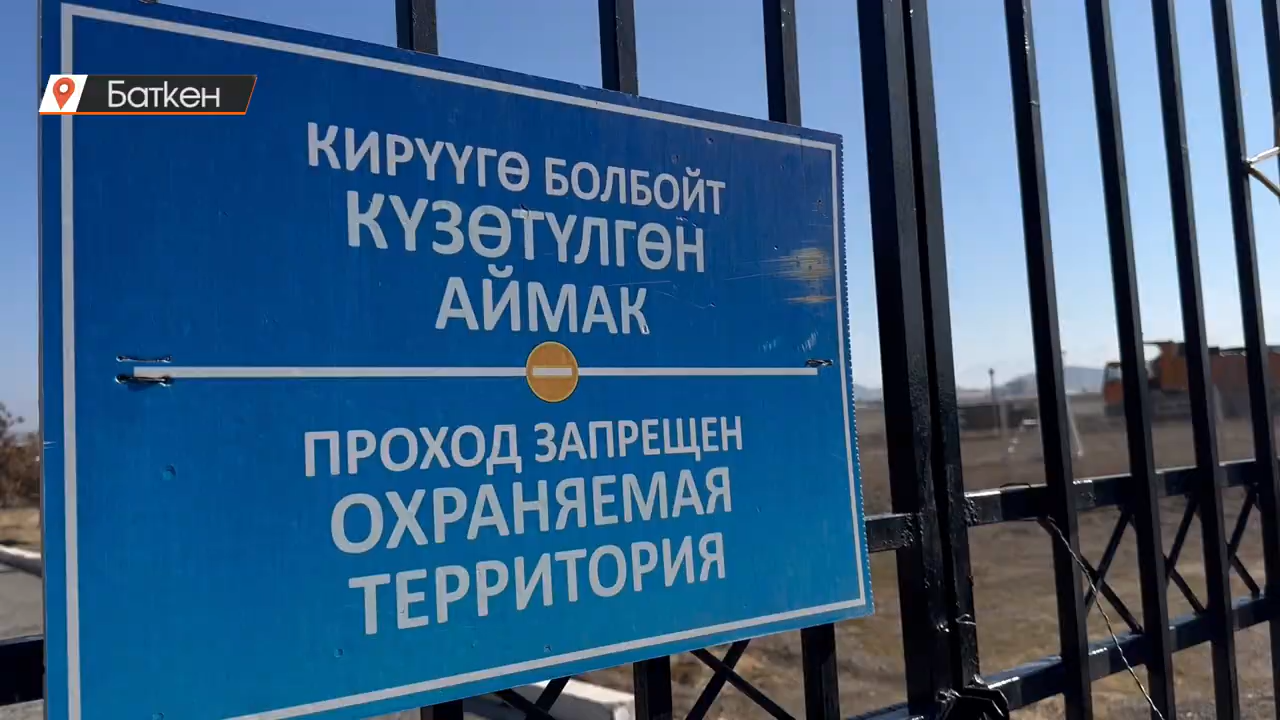 Баткен
КИРҮҮГӨ БОЛБОЙТ
КҮЗӨТҮЛГӨН
АЙМАК
ПРОХОД ЗАПРЕЩЕН
ОХРАНЯЕМАЯ
ТЕРРИТОРИЯ